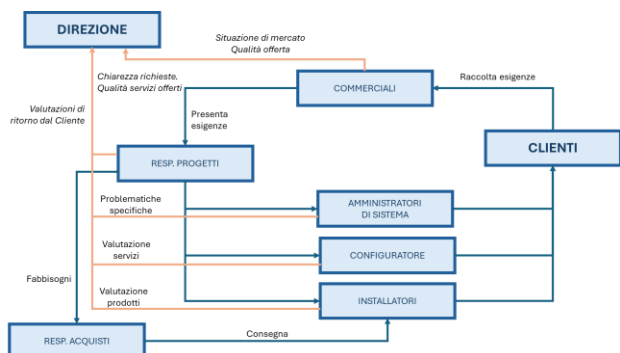 DIREZIONE
Situazione di mercato
Qualità offerta
Chiarezza richieste.
Qualità servizi offerti
COMMERCIALI
Raccolta esigenze
Valutazioni di
ritorno dal Cliente
Presenta
esigenze
CLIENTI
RESP. PROGETTI
Problematiche
specifiche
AMMINISTRATORI
DI SISTEMA
Valutazione
servizi
CONFIGURATORE
Fabbisogni
Valutazione
prodotti
INSTALLATORI
RESP. ACQUISTI
Consegna